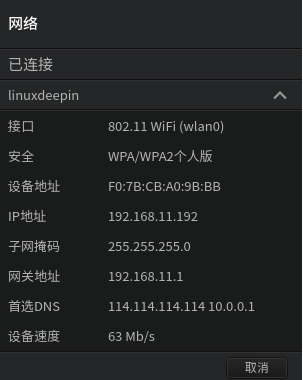 网络
已连接
linuxdeepin
接口 802.11 WiFi (wlan0)
安全 WPA/WPA2个人版
设备地址 F0:7B:CB:A0:9B:BB
IP地址 192.168.11.192
子网掩码 255.255.255.0
网关地址 192.168.11.1
首选DNS 114.114.114.114 10.0.0.1
设备速度 63 Mb/s
取消